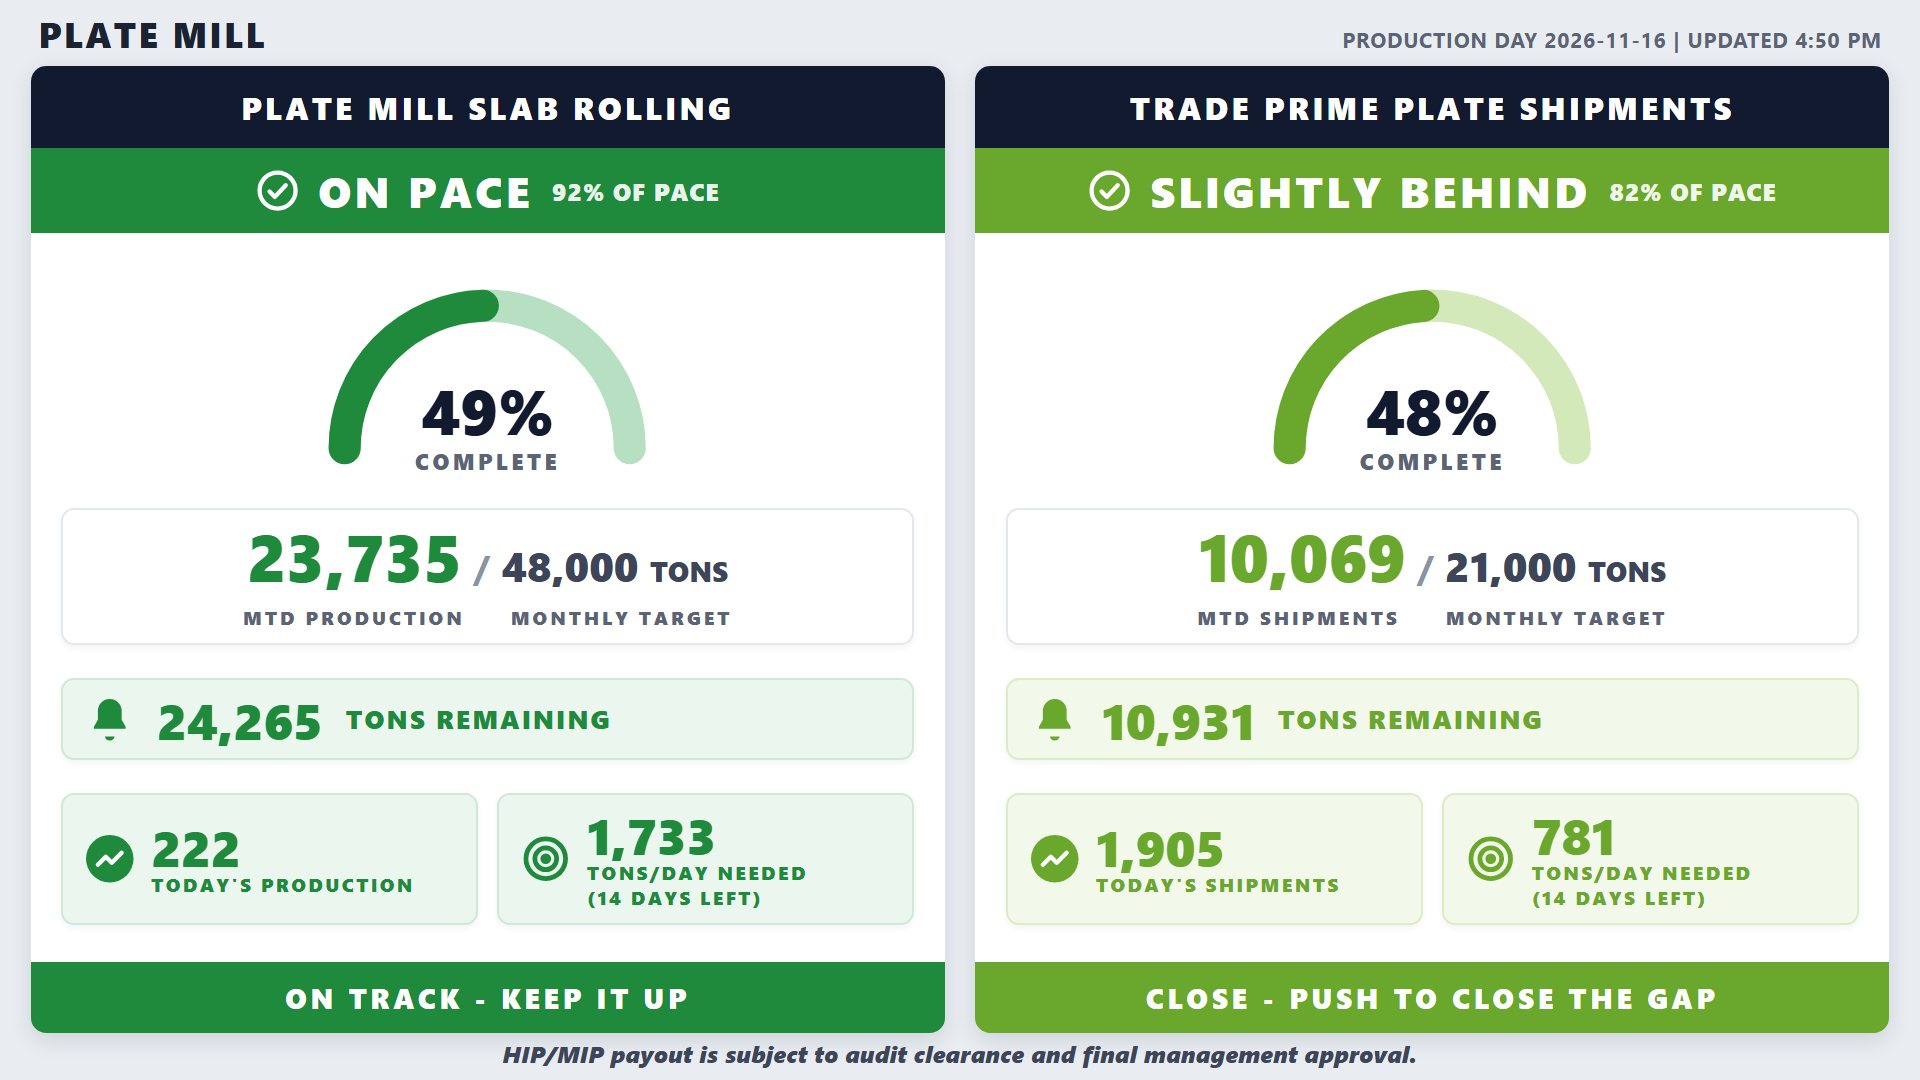 PLATE MILL
PRODUCTION DAY 2026-11-16 | UPDATED 4:50 PM
PLATE MILL SLAB ROLLING
ON PACE 92% OF PACE
49%
COMPLETE
23,735 / 48,000 TONS
MTD PRODUCTION MONTHLY TARGET
24,265 TONS REMAINING
222
TODAY'S PRODUCTION
1,733
TONS/DAY NEEDED
(14 DAYS LEFT)
ON TRACK - KEEP IT UP
TRADE PRIME PLATE SHIPMENTS
SLIGHTLY BEHIND 82% OF PACE
48%
COMPLETE
10,069 / 21,000 TONS
MTD SHIPMENTS MONTHLY TARGET
10,931 TONS REMAINING
1,905
TODAY'S SHIPMENTS
781
TONS/DAY NEEDED
(14 DAYS LEFT)
CLOSE - PUSH TO CLOSE THE GAP
HIP/MIP payout is subject to audit clearance and final management approval.